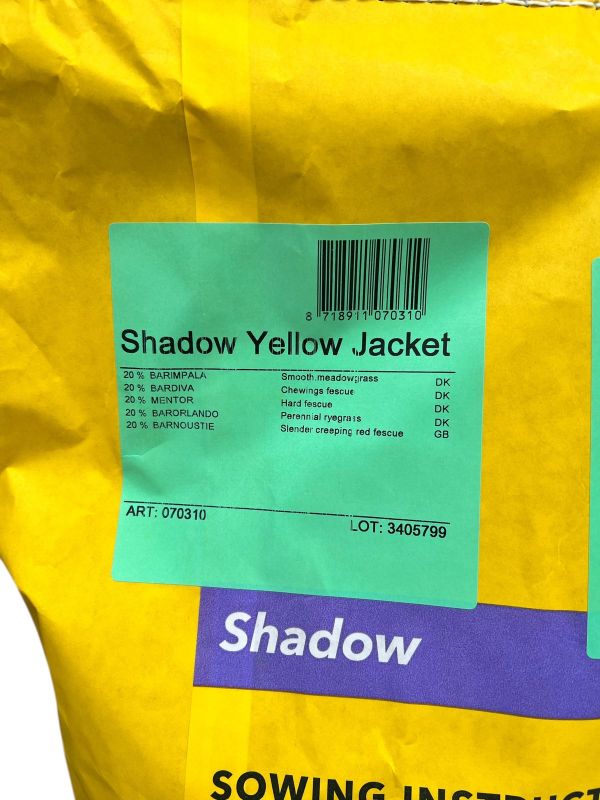 8 718911 070310
Shadow Yellow Jacket
20 % BARIMPALA Smooth meadowgrass DK
20 % BARDIVA Chewings fescue DK
20 % MENTOR Hard fescue DK
20 % BARORLANDO Perennial ryegrass DK
20 % BARNOUSTIE Slender creeping red fescue GB
ART: 070310 LOT: 3405799
Shadow
SOWING